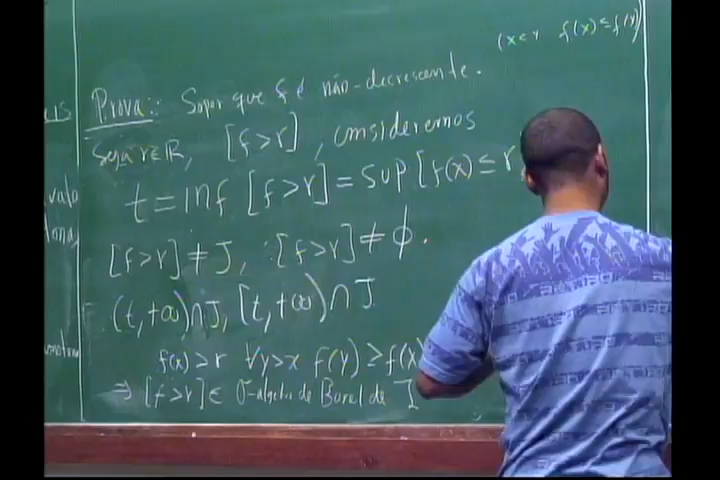 (x<y f(x)≤f(y)
Prova: Supor que f é não-decrescente.
Seja r∈ℝ, [f>r], consideremos
t = inf [f>r] = sup [f(x) ≤ r
[f>r] ≠ J, [f>r] ≠ ϕ.
(t,+∞)∩J, [t,+∞)∩J
f(x)>r ∀y>x f(y) ≥ f(x)
⇒ [f>r] ∈ σ-algebra de Borel de I